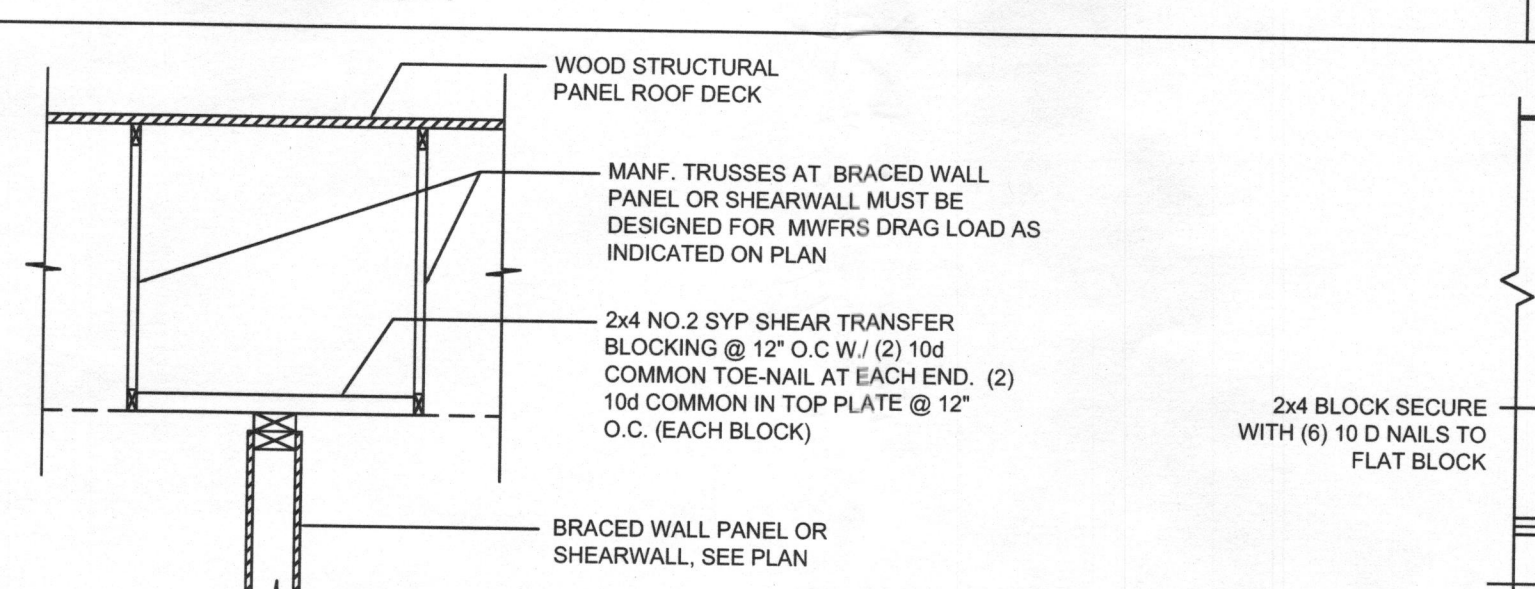 WOOD STRUCTURAL
PANEL ROOF DECK
MANF. TRUSSES AT BRACED WALL
PANEL OR SHEARWALL MUST BE
DESIGNED FOR MWFRS DRAG LOAD AS
INDICATED ON PLAN
2x4 NO.2 SYP SHEAR TRANSFER
BLOCKING @ 12" O.C W./ (2) 10d
COMMON TOE-NAIL AT EACH END. (2)
10d COMMON IN TOP PLATE @ 12"
O.C. (EACH BLOCK)
BRACED WALL PANEL OR
SHEARWALL, SEE PLAN
2x4 BLOCK SECURE
WITH (6) 10 D NAILS TO
FLAT BLOCK